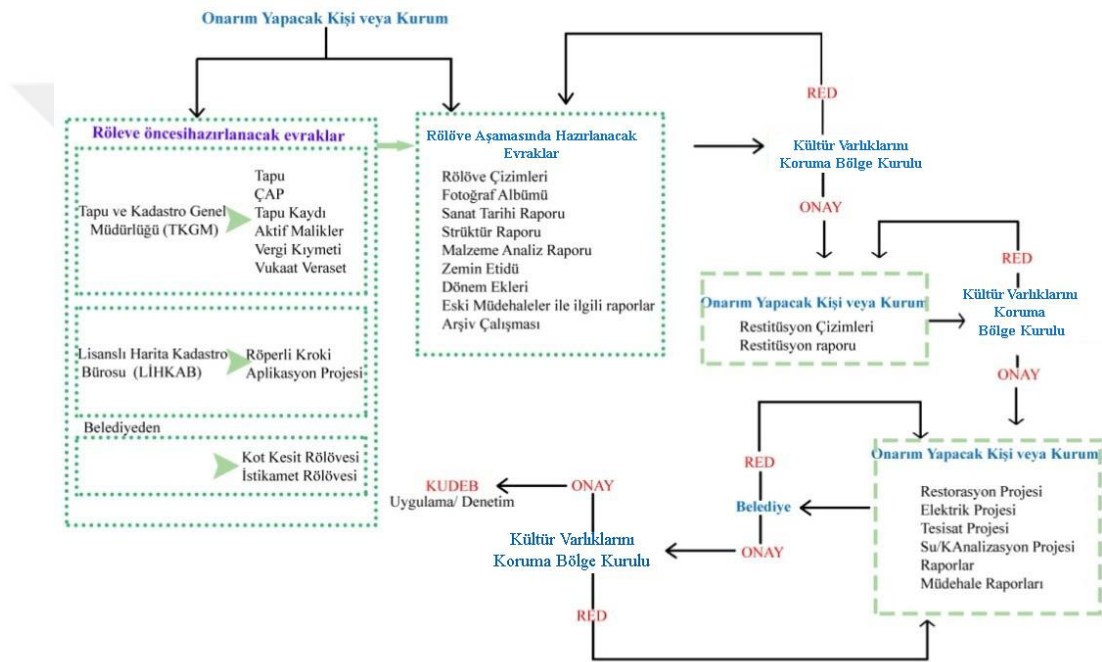 Onarım Yapacak Kişi veya Kurum
Röleve öncesihazırlanacak evraklar
Tapu ve Kadastro Genel
Müdürlüğü (TKGM)
Tapu
ÇAP
Tapu Kaydı
Aktif Malikler
Vergi Kıymeti
Vukaat Veraset
Lisanslı Harita Kadastro
Bürosu (LİHKAB)
Röperli Kroki
Aplikasyon Projesi
Belediyeden
Kot Kesit Rölövesi
İstikamet Rölövesi
Rölöve Aşamasında Hazırlanacak
Evraklar
Rölöve Çizimleri
Fotoğraf Albümü
Sanat Tarihi Raporu
Strüktür Raporu
Malzeme Analiz Raporu
Zemin Etidü
Dönem Ekleri
Eski Müdehaleler ile ilgili raporlar
Arşiv Çalışması
RED
Kültür Varlıklarını
Koruma Bölge Kurulu
ONAY
Onarım Yapacak Kişi veya Kurum
Restitüsyon Çizimleri
Restitüsyon raporu
RED
Kültür Varlıklarını
Koruma
Bölge Kurulu
ONAY
Onarım Yapacak Kişi veya Kurum
Restorasyon Projesi
Elektrik Projesi
Tesisat Projesi
Su/KAnalizasyon Projesi
Raporlar
Müdehale Raporları
RED
Belediye
ONAY
Kültür Varlıklarını
Koruma Bölge Kurulu
ONAY
RED
KUDEB
Uygulama/ Denetim